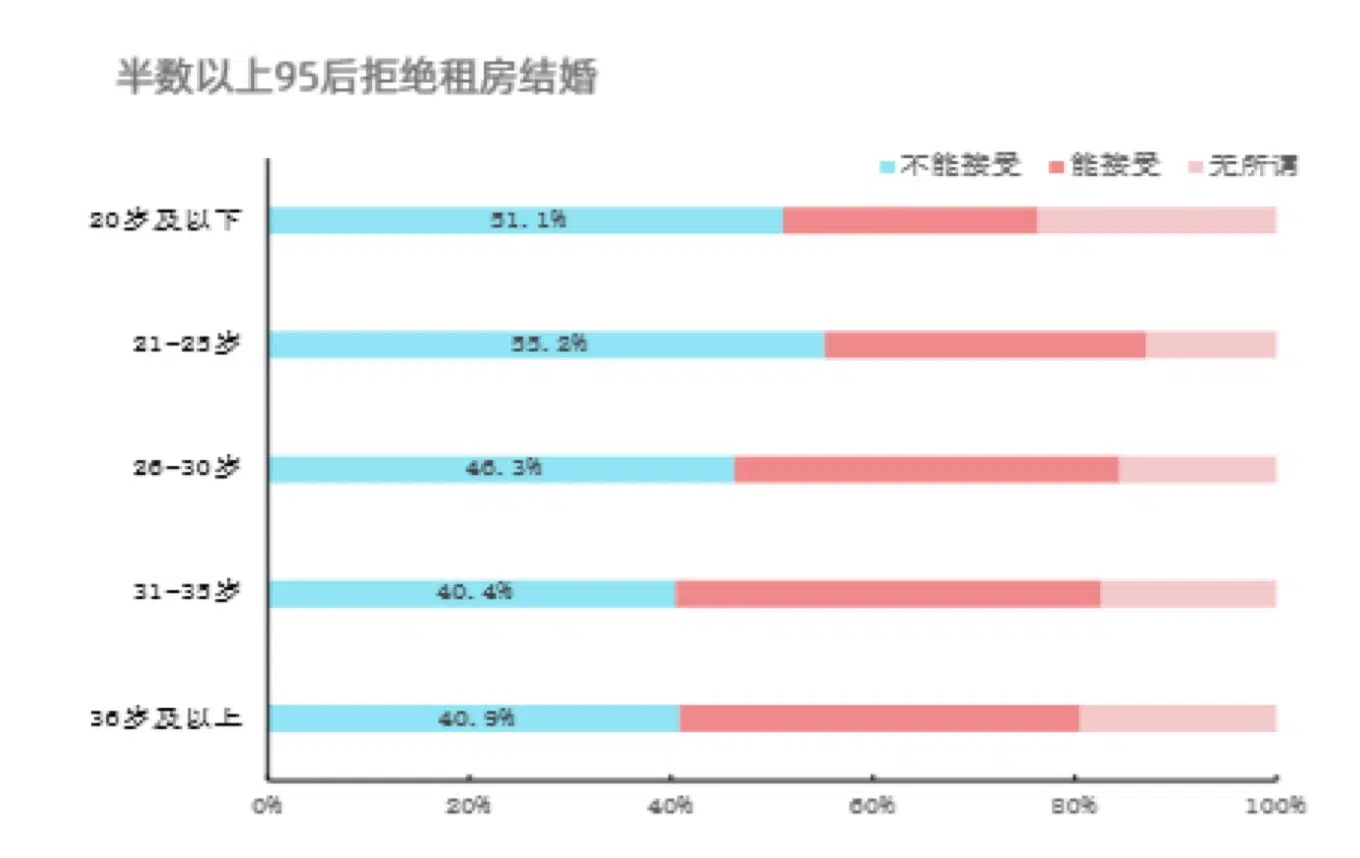 半数以上95后拒绝租房结婚
不能接受 能接受 无所谓
20岁及以下 51.1%
21-25岁 55.2%
26-30岁 46.3%
31-35岁 40.4%
36岁及以上 40.9%
0% 20% 40% 60% 80% 100%